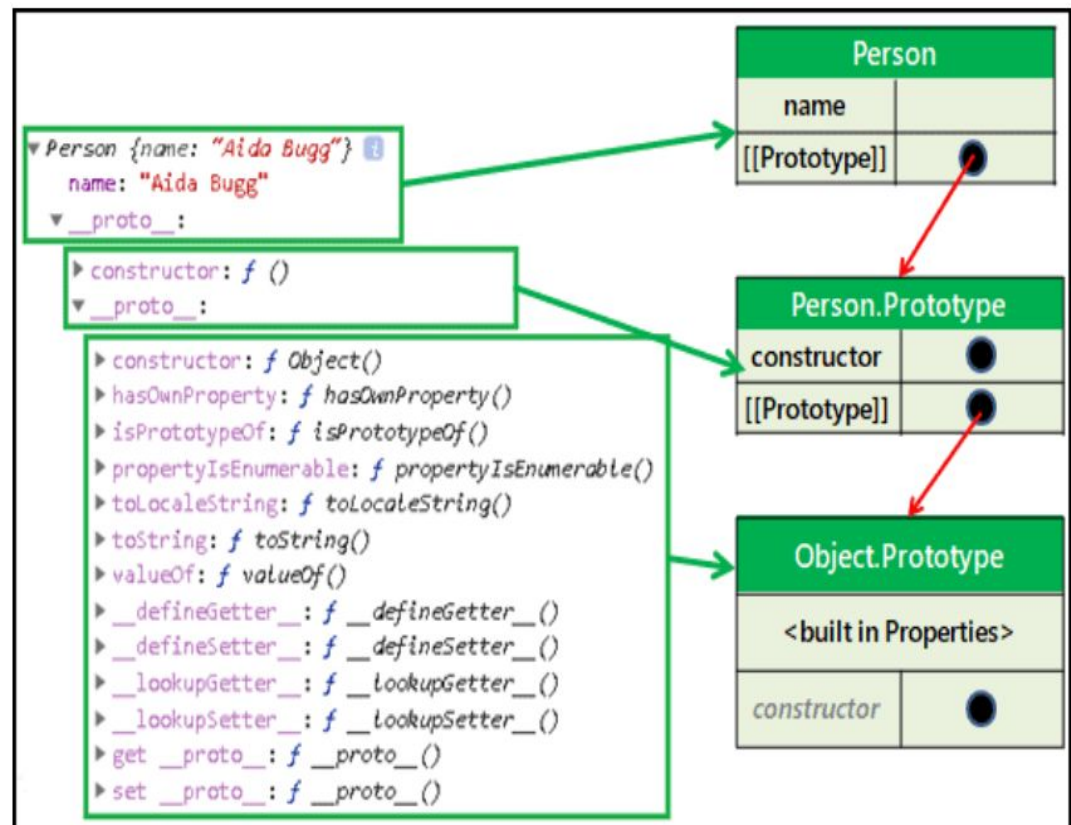 ▼ Person {name: "Aida Bugg"} i
name: "Aida Bugg"
▼ __proto__:
▶ constructor: ƒ ()
▼ __proto__:
▶ constructor: ƒ Object()
▶ hasOwnProperty: ƒ hasOwnProperty()
▶ isPrototypeOf: ƒ isPrototypeOf()
▶ propertyIsEnumerable: ƒ propertyIsEnumerable()
▶ toLocaleString: ƒ toLocaleString()
▶ toString: ƒ toString()
▶ valueOf: ƒ valueOf()
▶ __defineGetter__: ƒ __defineGetter__()
▶ __defineSetter__: ƒ __defineSetter__()
▶ __lookupGetter__: ƒ __lookupGetter__()
▶ __lookupSetter__: ƒ __lookupSetter__()
▶ get __proto__: ƒ __proto__()
▶ set __proto__: ƒ __proto__()
Person
name
[[Prototype]]
Person.Prototype
constructor
[[Prototype]]
Object.Prototype
<built in Properties>
constructor